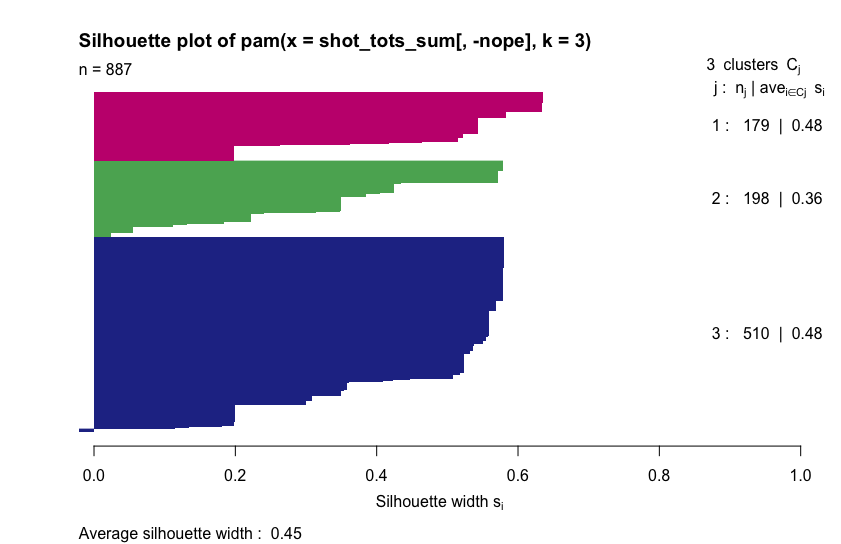 Silhouette plot of pam(x = shot_tots_sum[, -nope], k = 3)
n = 887
3 clusters Cj
j : nj | avei∈Cj si
1 : 179 | 0.48
2 : 198 | 0.36
3 : 510 | 0.48
0.0 0.2 0.4 0.6 0.8 1.0
Silhouette width si
Average silhouette width : 0.45